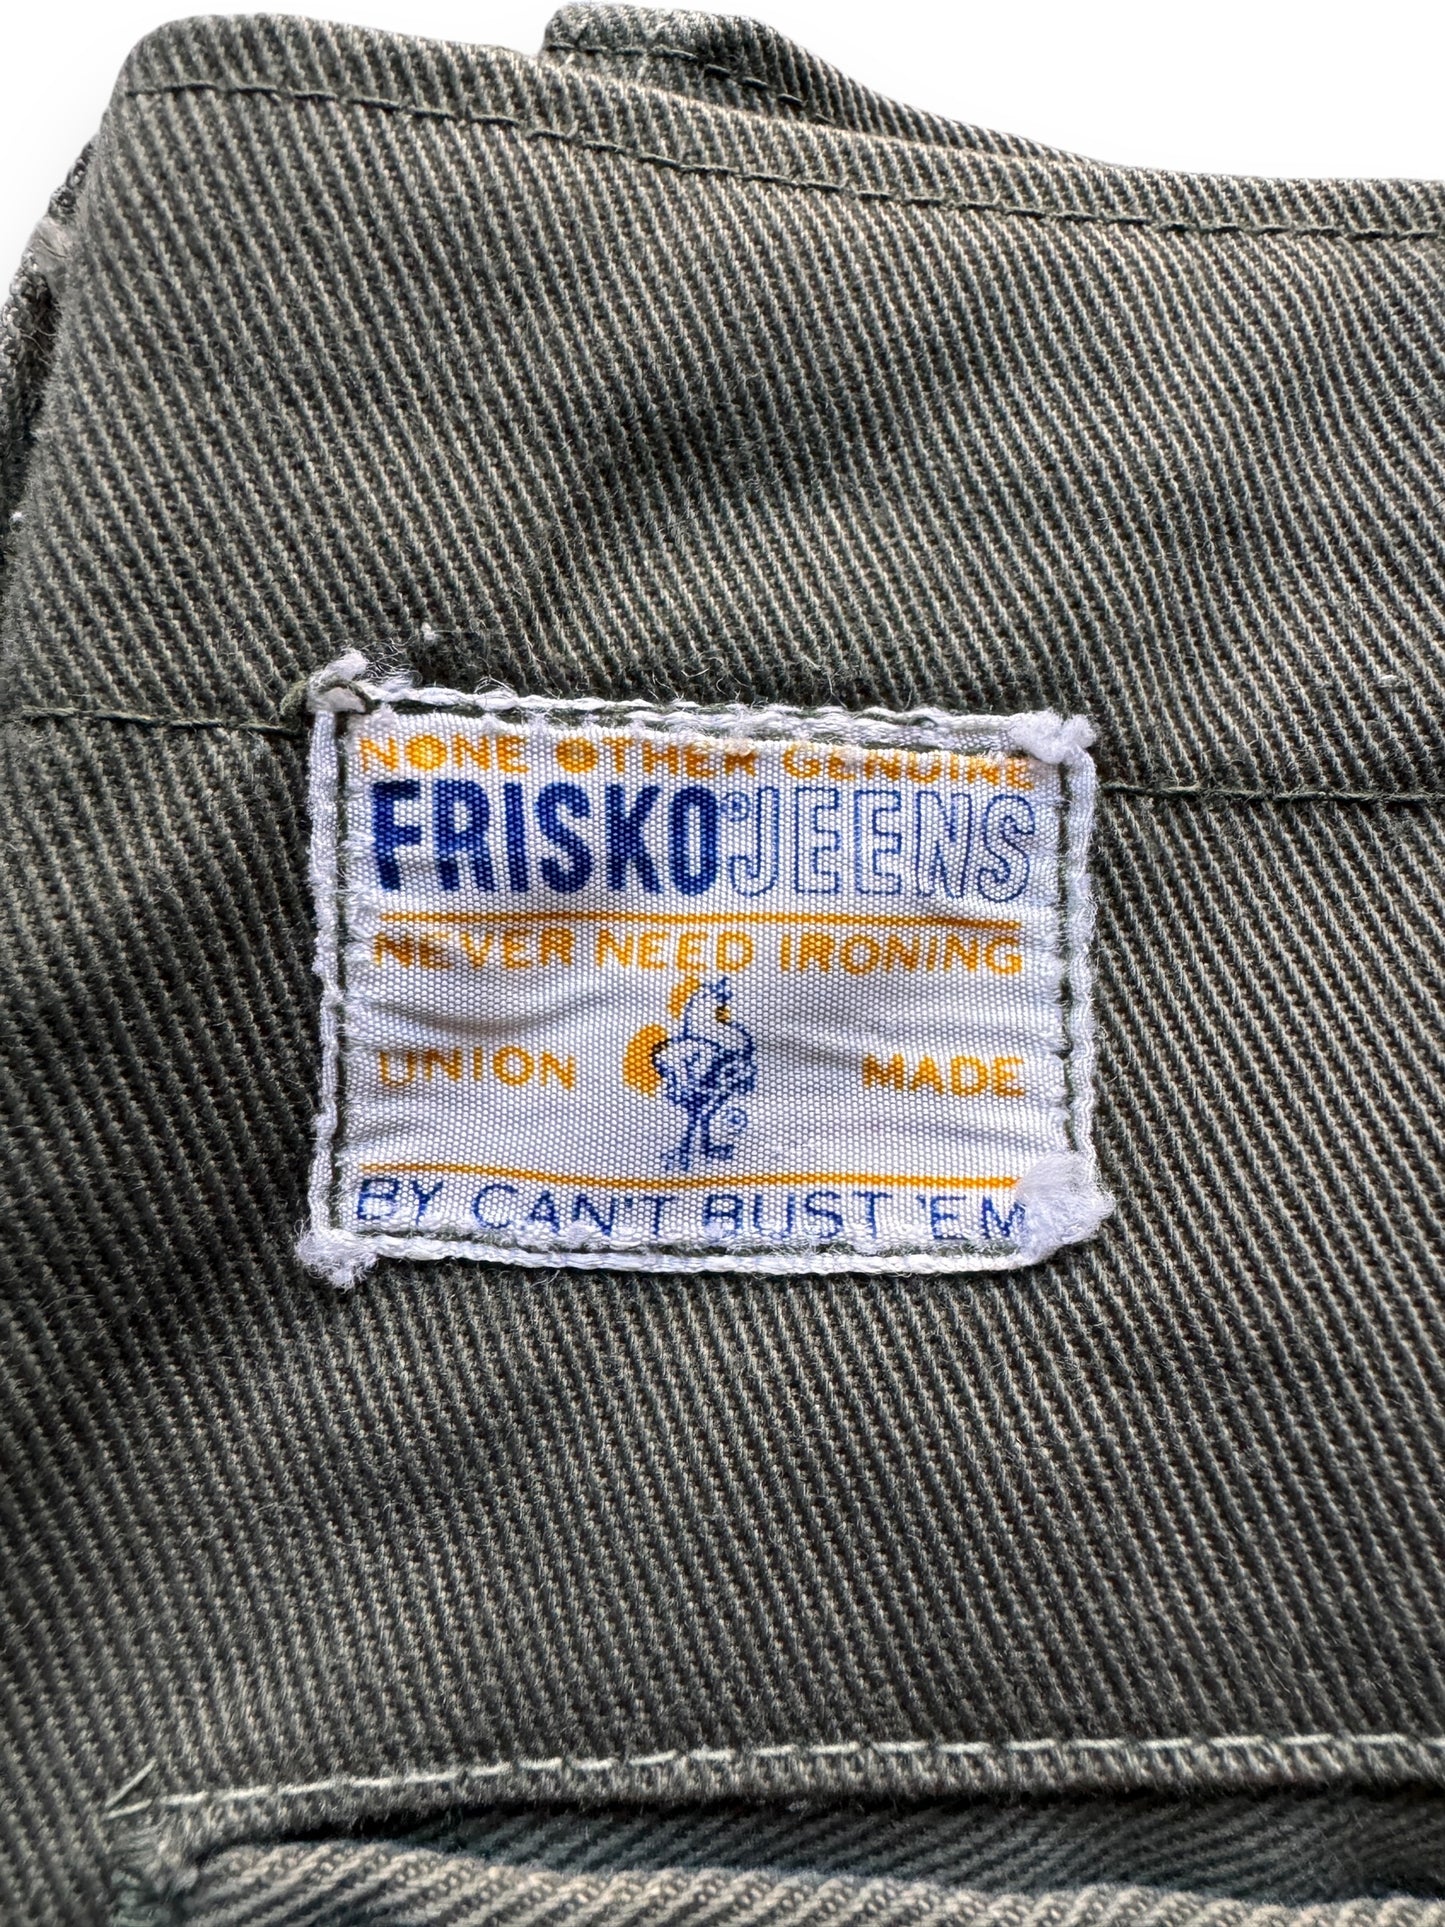 NONE OTHER GENUINE
FRISKO® JEENS
NEVER NEED IRONING
UNION MADE
BY CAN'T BUST 'EM